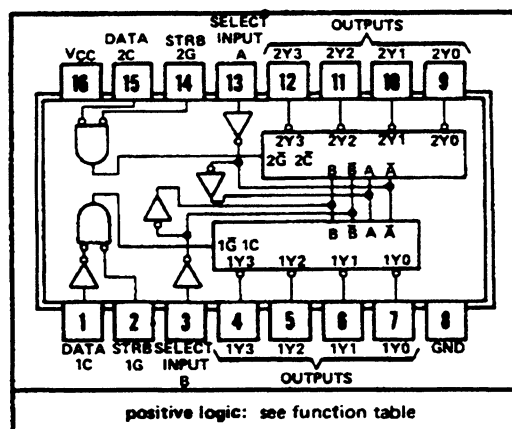 SELECT
DATA STRB INPUT OUTPUTS
VCC 2C 2G A 2Y3 2Y2 2Y1 2Y0
16 15 14 13 12 11 10 9
2Y3 2Y2 2Y1 2Y0
2G̅ 2C̅
B B̅ A A̅
B B̅ A A̅
1G̅ 1C
1Y3 1Y2 1Y1 1Y0
1 2 3 4 5 6 7 8
DATA STRB SELECT 1Y3 1Y2 1Y1 1Y0 GND
1C 1G INPUT OUTPUTS
B
positive logic: see function table